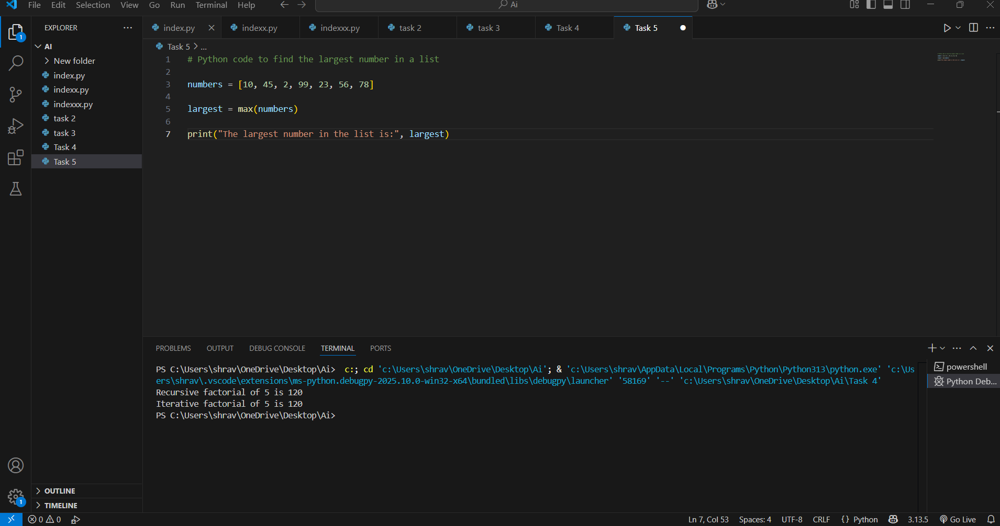 File Edit Selection View Go Run Terminal Help
Ai
EXPLORER
1
AI
New folder
index.py
indexx.py
indexxx.py
task 2
task 3
Task 4
Task 5
OUTLINE
TIMELINE
1
index.py indexx.py indexxx.py task 2 task 3 Task 4 Task 5
Task 5 > ...
1 # Python code to find the largest number in a list
2
3 numbers = [10, 45, 2, 99, 23, 56, 78]
4
5 largest = max(numbers)
6
7 print("The largest number in the list is:", largest)
PROBLEMS OUTPUT DEBUG CONSOLE TERMINAL PORTS
PS C:\Users\shrav\OneDrive\Desktop\Ai> c:; cd 'c:\Users\shrav\OneDrive\Desktop\Ai'; & 'c:\Users\shrav\AppData\Local\Programs\Python\Python313\python.exe' 'c:\Us
ers\shrav\.vscode\extensions\ms-python.debugpy-2025.10.0-win32-x64\bundled\libs\debugpy\launcher' '58169' '--' 'c:\Users\shrav\OneDrive\Desktop\Ai\Task 4'
Recursive factorial of 5 is 120
Iterative factorial of 5 is 120
PS C:\Users\shrav\OneDrive\Desktop\Ai>
powershell
Python Deb...
0 0 Ln 7, Col 53 Spaces: 4 UTF-8 CRLF {} Python 3.13.5 Go Live